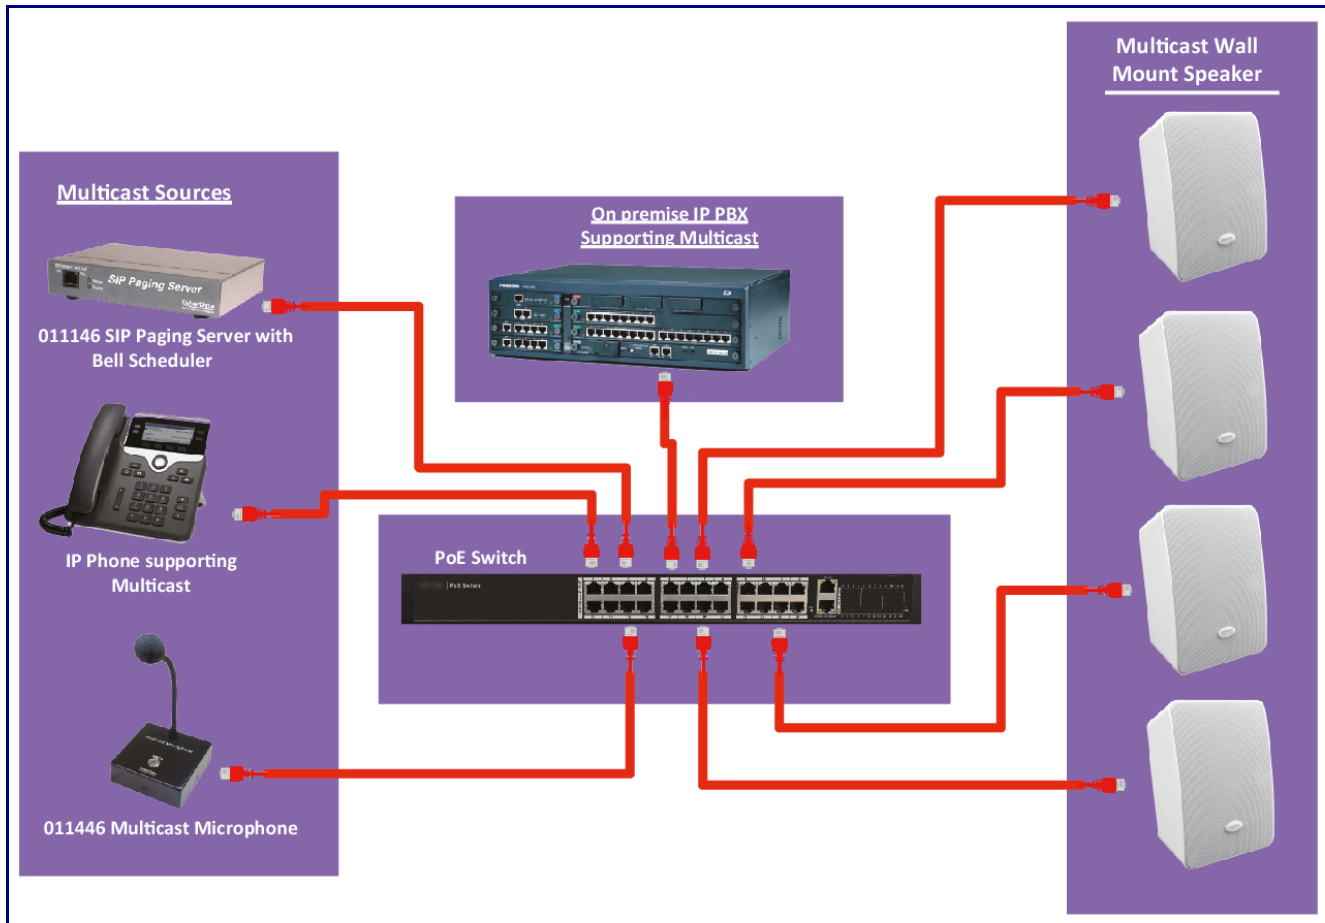 Multicast Wall
Mount Speaker
Multicast Sources
SIP Paging Server
CyberData
011146 SIP Paging Server with
Bell Scheduler
On premise IP PBX
Supporting Multicast
IP Phone supporting
Multicast
PoE Switch
PoE Switch
011446 Multicast Microphone